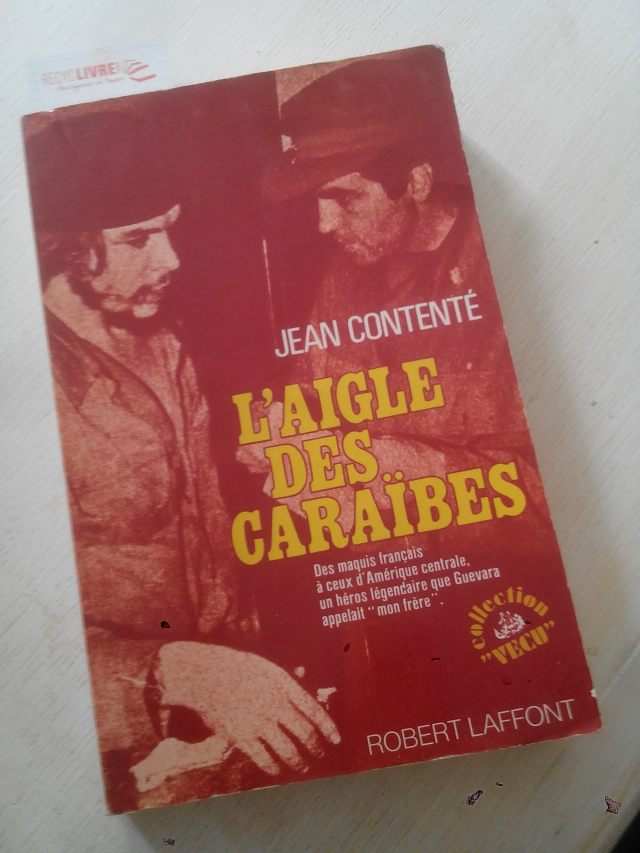 RECYCLIVRE
JEAN CONTENTÉ
L'AIGLE
DES
CARAÏBES
Des maquis français
à ceux d'Amérique centrale,
un héros légendaire que Guevara
appelait "mon frère".
collection
"VECU"
ROBERT LAFFONT